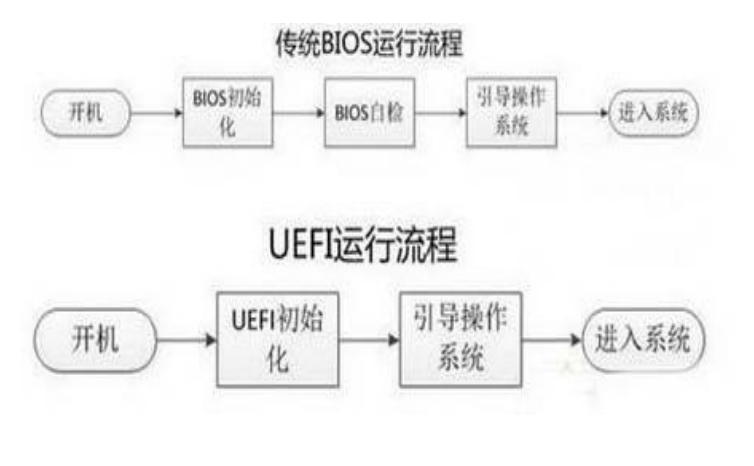 传统BIOS运行流程
开机
BIOS初始
化
BIOS自检
引导操作
系统
进入系统
UEFI运行流程
开机
UEFI初始
化
引导操作
系统
进入系统